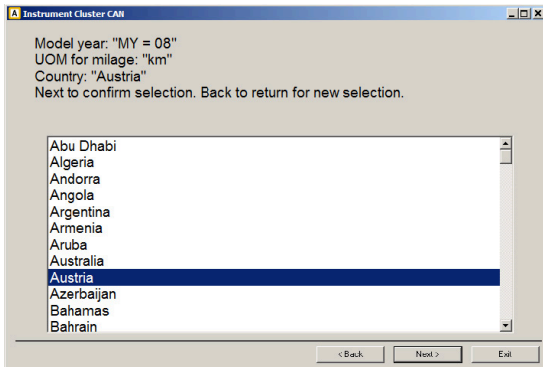 A Instrument Cluster CAN
Model year: "MY = 08"
UOM for milage: "km"
Country: "Austria"
Next to confirm selection. Back to return for new selection.
Abu Dhabi
Algeria
Andorra
Angola
Argentina
Armenia
Aruba
Australia
Austria
Azerbaijan
Bahamas
Bahrain
< Back Next > Exit